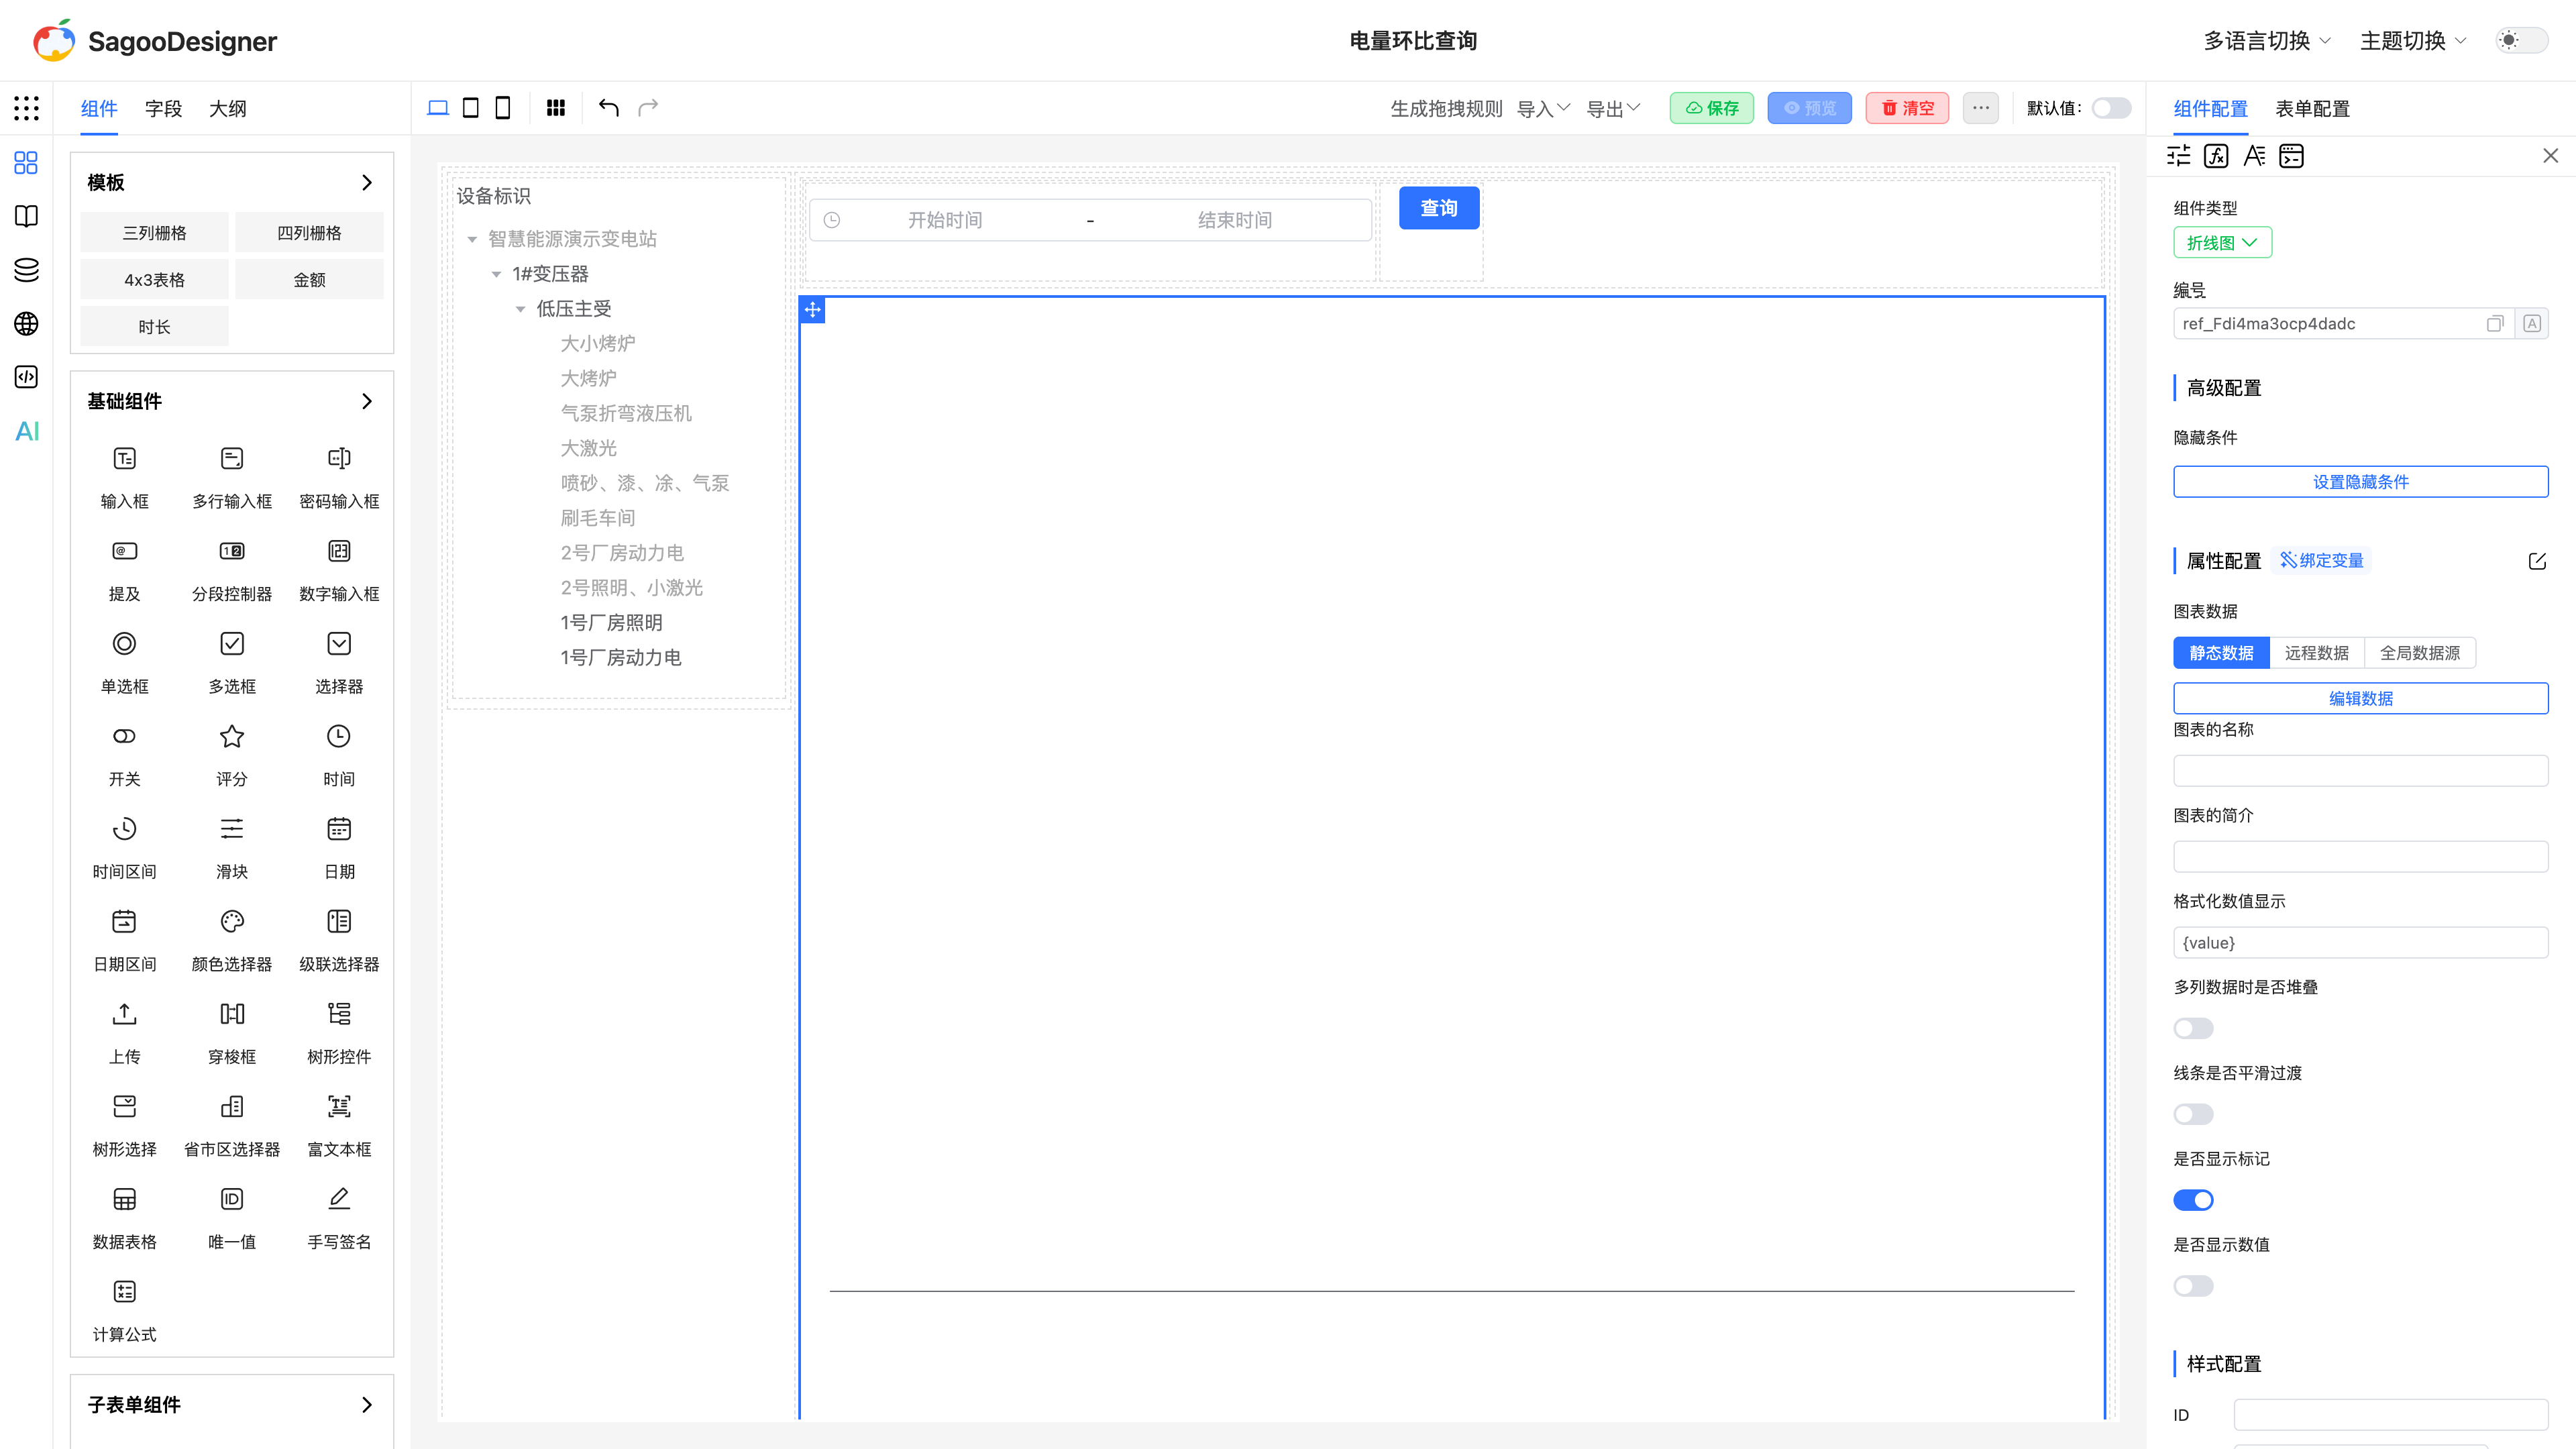 SagooDesigner
电量环比查询
多语言切换
主题切换
组件
字段
大纲
生成拖拽规则
导入
导出
保存
预览
清空
默认值:
组件配置
表单配置
AI
模板
三列栅格
四列栅格
4x3表格
金额
时长
基础组件
输入框
多行输入框
密码输入框
提及
分段控制器
数字输入框
单选框
多选框
选择器
开关
评分
时间
时间区间
滑块
日期
日期区间
颜色选择器
级联选择器
上传
穿梭框
树形控件
树形选择
省市区选择器
富文本框
数据表格
唯一值
手写签名
计算公式
子表单组件
设备标识
智慧能源演示变电站
1#变压器
低压主受
大小烤炉
大烤炉
气泵折弯液压机
大激光
喷砂、漆、凃、气泵
刷毛车间
2号厂房动力电
2号照明、小激光
1号厂房照明
1号厂房动力电
开始时间
-
结束时间
查询
组件类型
折线图
编号
ref_Fdi4ma3ocp4dadc
高级配置
隐藏条件
设置隐藏条件
属性配置
绑定变量
图表数据
静态数据
远程数据
全局数据源
编辑数据
图表的名称
图表的简介
格式化数值显示
{value}
多列数据时是否堆叠
线条是否平滑过渡
是否显示标记
是否显示数值
样式配置
ID